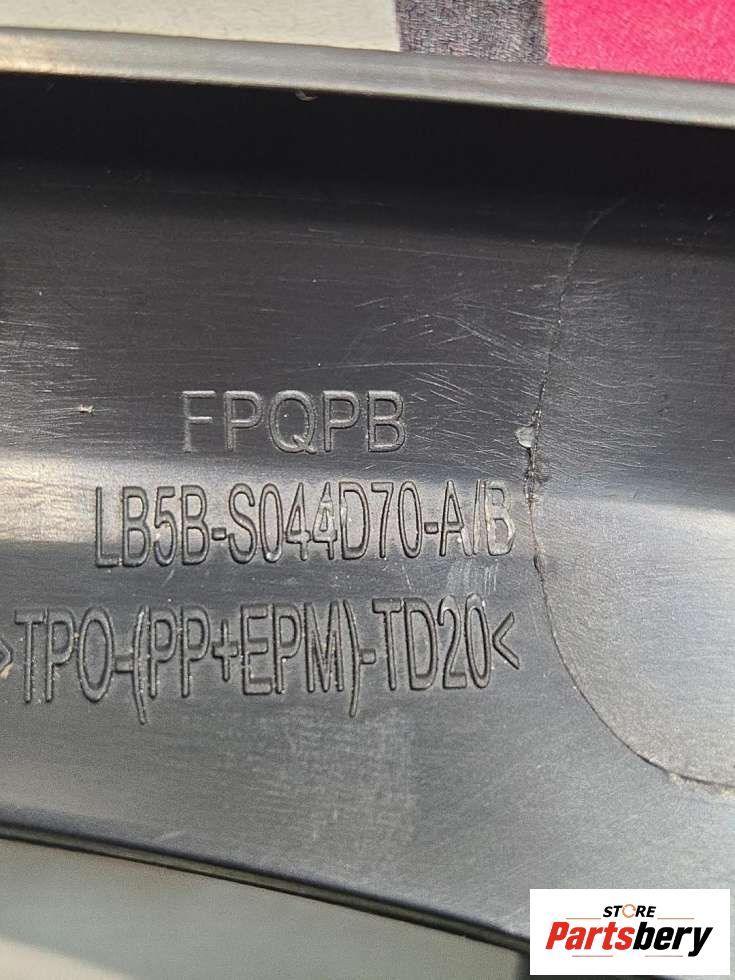 FPQPB
LB5B-S044D70-A/B
>TPO-(PP+EPM)-TD20<
STORE
Partsbery